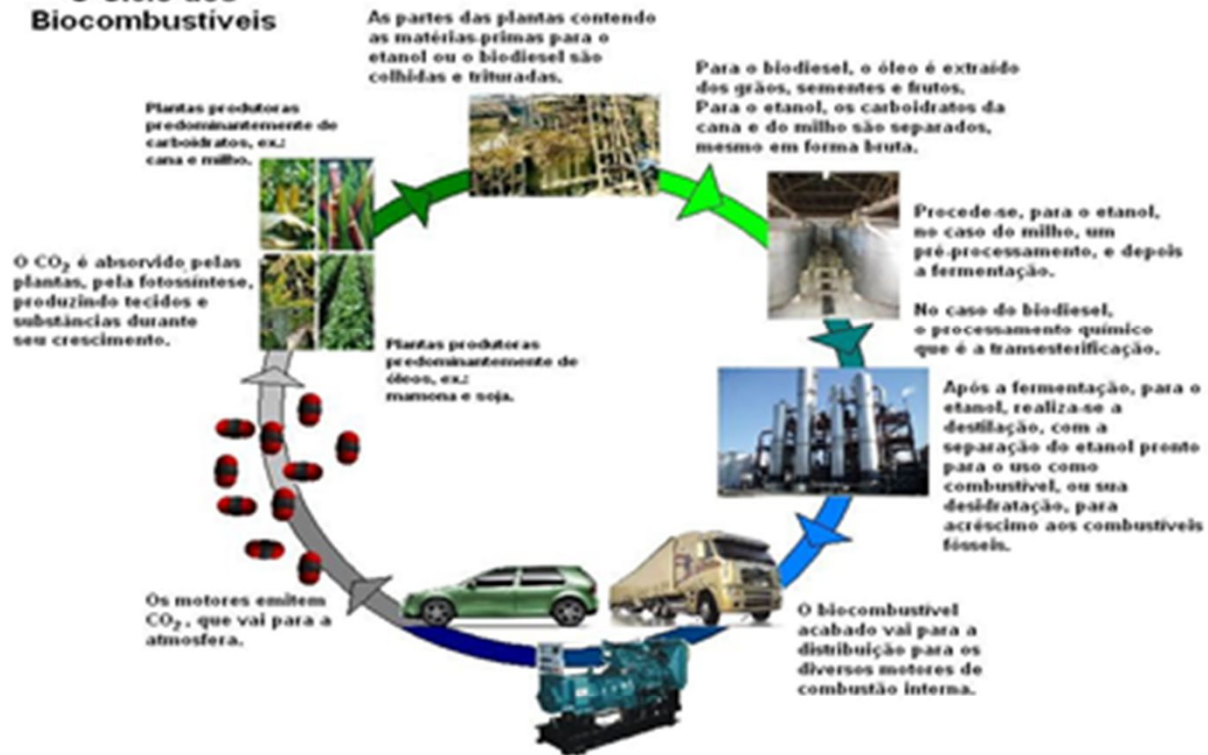 Biocombustíveis
As partes das plantas contendo
as matérias-primas para o
etanol ou o biodiesel são
colhidas e trituradas.
Para o biodiesel, o óleo é extraído
dos grãos, sementes e frutos.
Para o etanol, os carboidratos da
cana e do milho são separados,
mesmo em forma bruta.
Plantas produtoras
predominantemente de
carboidratos, ex.:
cana e milho.
Procede-se, para o etanol,
no caso do milho, um
pré-processamento, e depois
a fermentação.
No caso do biodiesel,
o processamento químico
que é a transesterificação.
O CO₂ é absorvido pelas
plantas, pela fotossíntese,
produzindo tecidos e
substâncias durante
seu crescimento.
Plantas produtoras
predominantemente de
óleos, ex.:
mamona e soja.
Após a fermentação, para o
etanol, realiza-se a
destilação, com a
separação do etanol pronto
para o uso como
combustível, ou sua
desidratação, para
acréscimo aos combustíveis
fósseis.
O biocombustível
acabado vai para a
distribuição para os
diversos motores de
combustão interna.
Os motores emitem
CO₂, que vai para a
atmosfera.